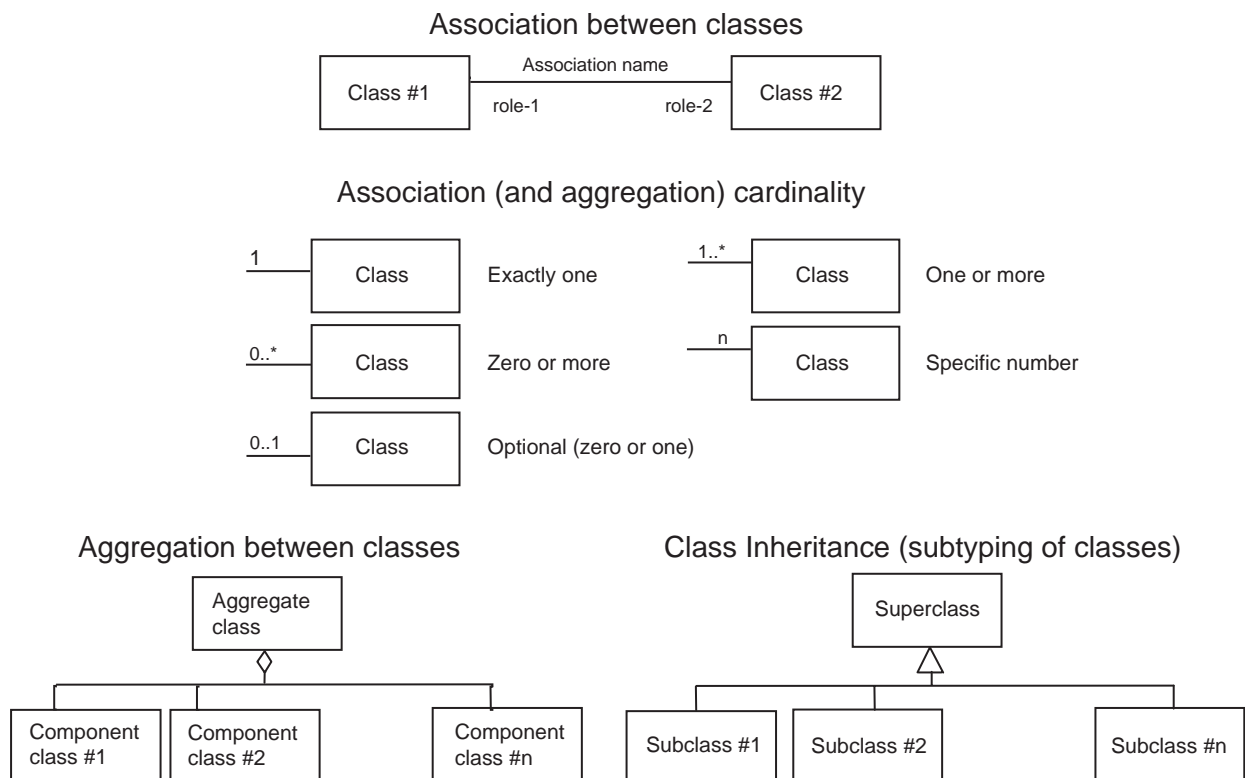 Association between classes
Class #1
Association name
Class #2
role-1
role-2
Association (and aggregation) cardinality
1
Class
Exactly one
1..*
Class
One or more
0..*
Class
Zero or more
n
Class
Specific number
0..1
Class
Optional (zero or one)
Aggregation between classes
Aggregate
class
Component
class #1
Component
class #2
Component
class #n
Class Inheritance (subtyping of classes)
Superclass
Subclass #1
Subclass #2
Subclass #n